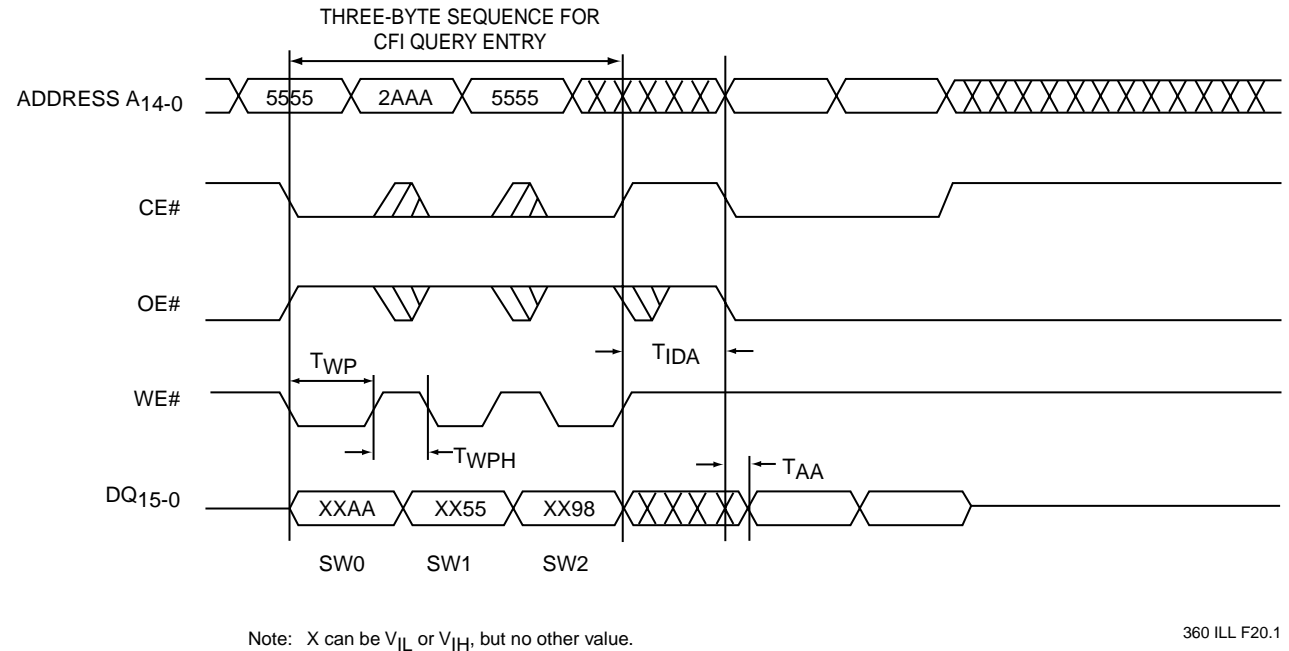 THREE-BYTE SEQUENCE FOR
CFI QUERY ENTRY
ADDRESS A14-0
5555 2AAA 5555
CE#
OE#
TIDA
TWP
WE#
TWPH
TAA
DQ15-0
XXAA XX55 XX98
SW0 SW1 SW2
Note: X can be VIL or VIH, but no other value.
360 ILL F20.1